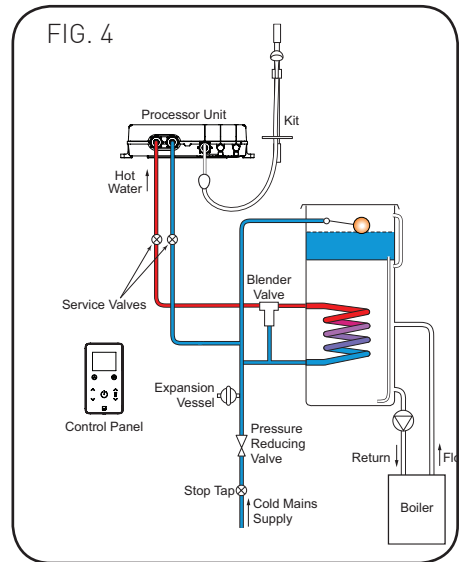 FIG. 4
Processor Unit
Kit
Hot
Water
Blender
Valve
Service Valves
Expansion
Vessel
Control Panel
Pressure
Reducing
Valve
Return
Stop Tap
Cold Mains
Supply
Boiler